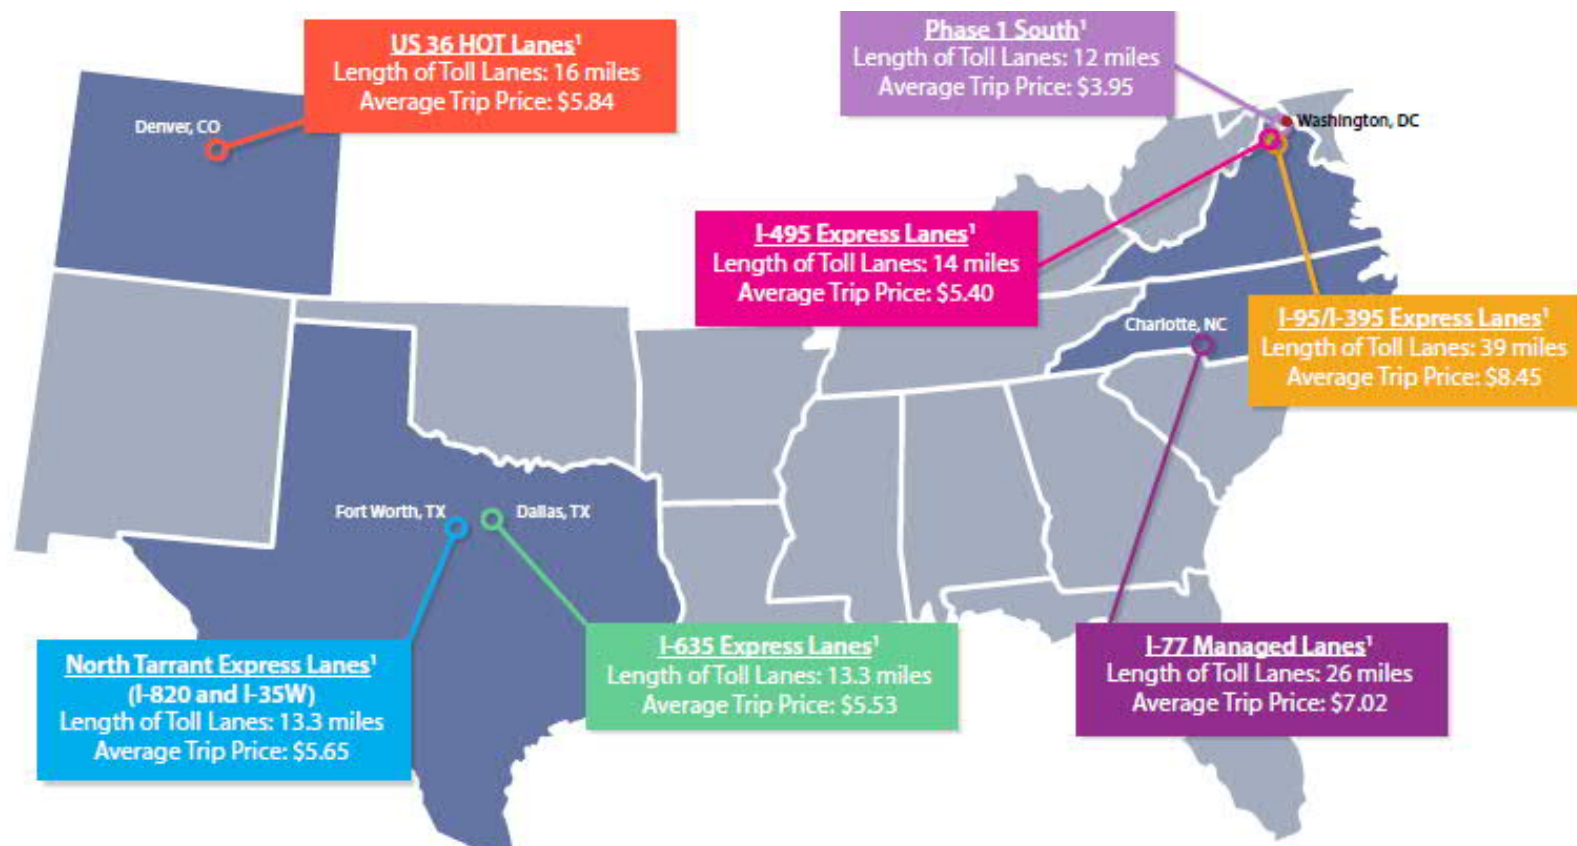 US 36 HOT Lanes¹
Length of Toll Lanes: 16 miles
Average Trip Price: $5.84
Phase 1 South¹
Length of Toll Lanes: 12 miles
Average Trip Price: $3.95
Denver, CO
Washington, DC
I-495 Express Lanes¹
Length of Toll Lanes: 14 miles
Average Trip Price: $5.40
I-95/I-395 Express Lanes¹
Length of Toll Lanes: 39 miles
Average Trip Price: $8.45
Charlotte, NC
Fort Worth, TX
Dallas, TX
North Tarrant Express Lanes¹
(I-820 and I-35W)
Length of Toll Lanes: 13.3 miles
Average Trip Price: $5.65
I-635 Express Lanes¹
Length of Toll Lanes: 13.3 miles
Average Trip Price: $5.53
I-77 Managed Lanes¹
Length of Toll Lanes: 26 miles
Average Trip Price: $7.02